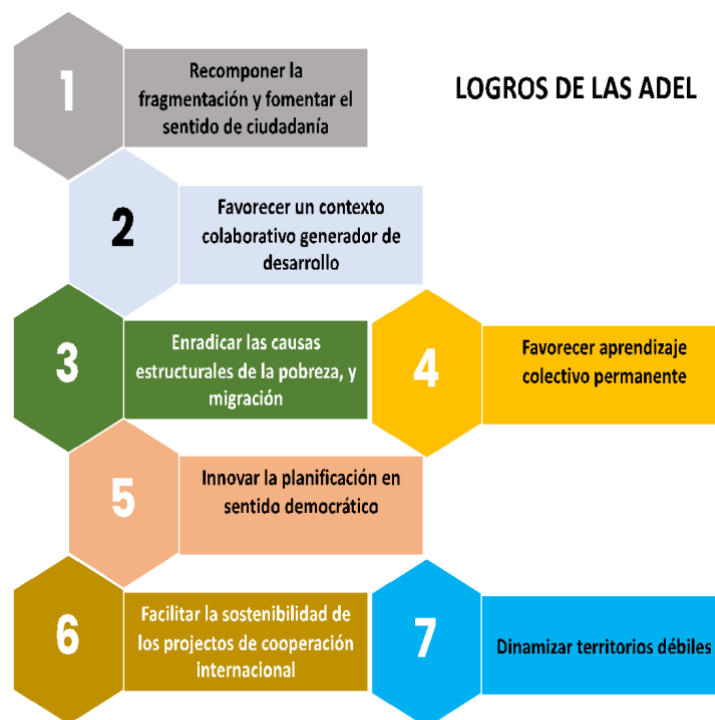 LOGROS DE LAS ADEL
1
Recomponer la
fragmentación y fomentar el
sentido de ciudadanía
2
Favorecer un contexto
colaborativo generador de
desarrollo
3
Enradicar las causas
estructurales de la pobreza, y
migración
4
Favorecer aprendizaje
colectivo permanente
5
Innovar la planificación en
sentido democrático
6
Facilitar la sostenibilidad de
los projectos de cooperación
internacional
7
Dinamizar territorios débiles